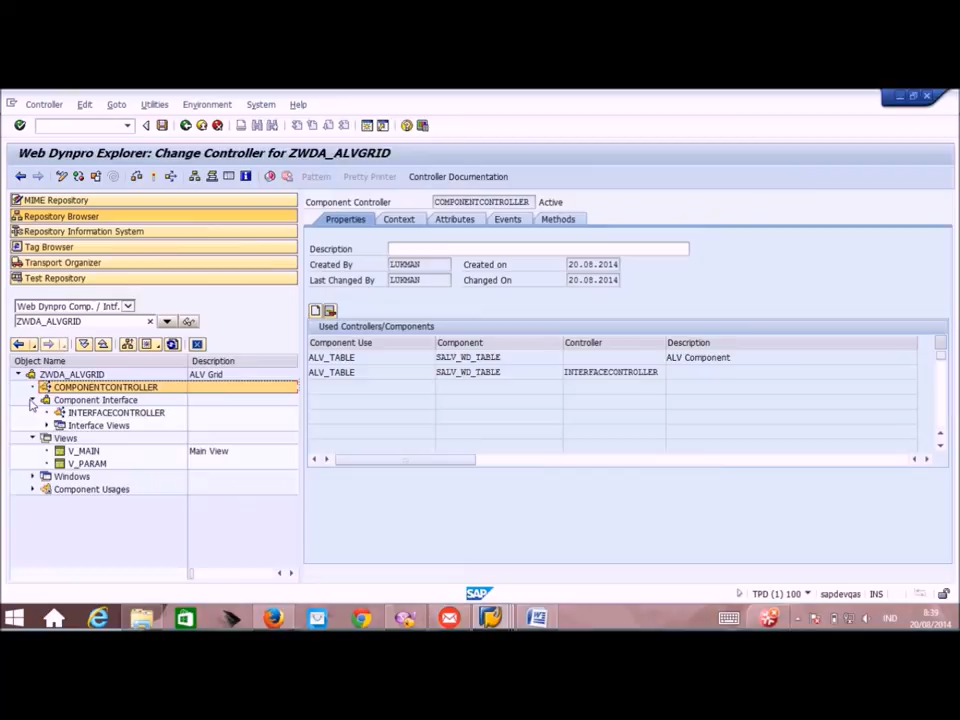 Controller Edit Goto Utilities Environment System Help
Web Dynpro Explorer: Change Controller for ZWDA_ALVGRID
Pattern Pretty Printer Controller Documentation
MIME Repository
Repository Browser
Repository Information System
Tag Browser
Transport Organizer
Test Repository
Web Dynpro Comp. / Intf.
ZWDA_ALVGRID
Object Name Description
ZWDA_ALVGRID ALV Grid
COMPONENTCONTROLLER
Component Interface
INTERFACECONTROLLER
Interface Views
Views
V_MAIN Main View
V_PARAM
Windows
Component Usages
Component Controller COMPONENTCONTROLLER Active
Properties Context Attributes Events Methods
Description
Created By LUKMAN Created on 20.08.2014
Last Changed By LUKMAN Changed On 20.08.2014
Used Controllers/Components
Component Use Component Controller Description
ALV_TABLE SALV_WD_TABLE ALV Component
ALV_TABLE SALV_WD_TABLE INTERFACECONTROLLER
SAP
TPD (1) 100 sapdevqas INS
IND
8:39
20/08/2014